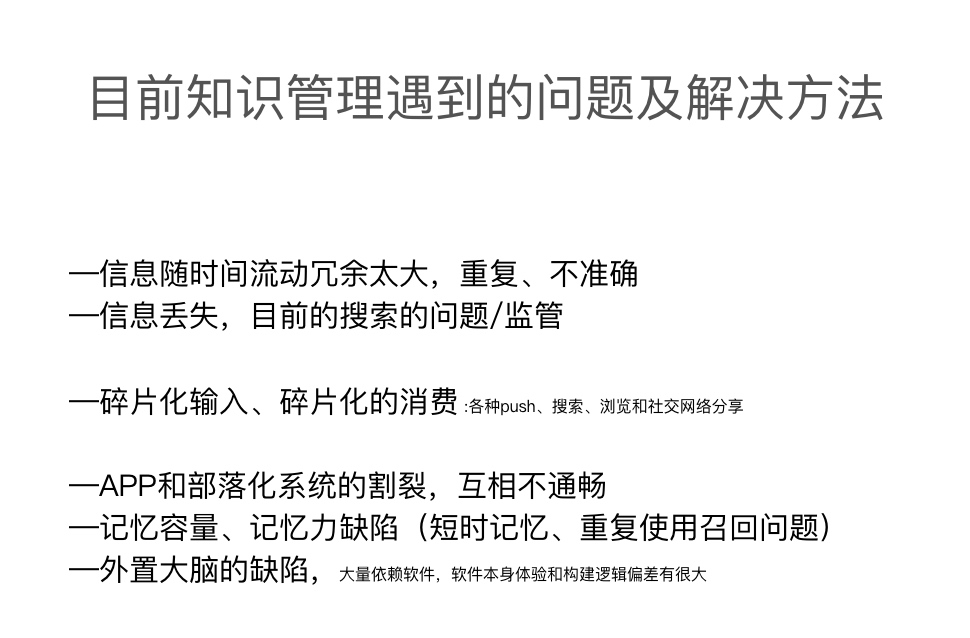 目前知识管理遇到的问题及解决方法
—信息随时间流动冗余太大，重复、不准确
—信息丢失，目前的搜索的问题/监管
—碎片化输入、碎片化的消费 :各种push、搜索、浏览和社交网络分享
—APP和部落化系统的割裂，互相不通畅
—记忆容量、记忆力缺陷（短时记忆、重复使用召回问题）
—外置大脑的缺陷，大量依赖软件，软件本身体验和构建逻辑偏差有很大